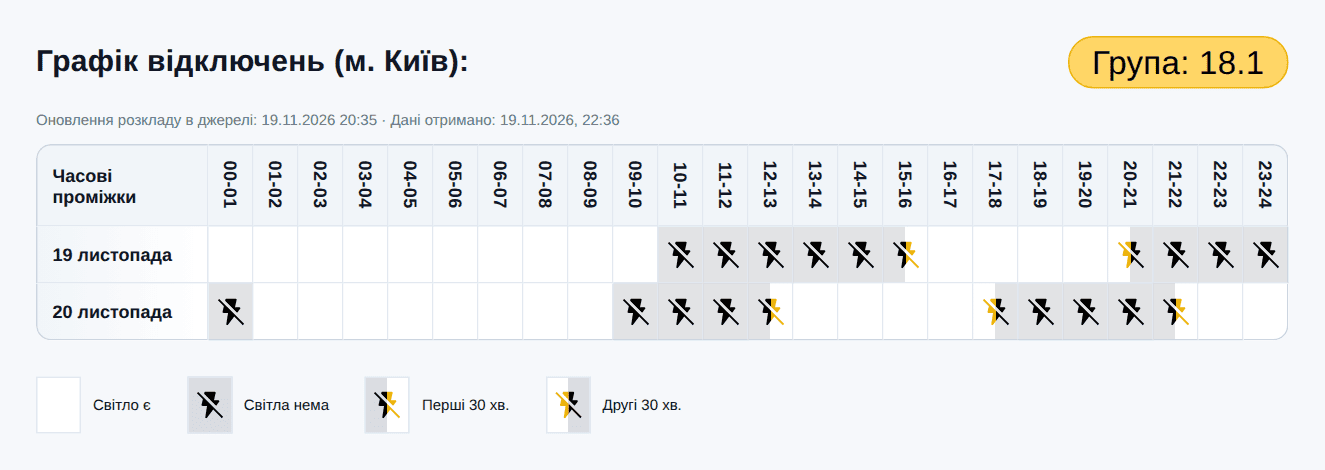 Графік відключень (м. Київ):
Група: 18.1
Оновлення розкладу в джерелі: 19.11.2026 20:35 · Дані отримано: 19.11.2026, 22:36
Часові
проміжки
00-01
01-02
02-03
03-04
04-05
05-06
06-07
07-08
08-09
09-10
10-11
11-12
12-13
13-14
14-15
15-16
16-17
17-18
18-19
19-20
20-21
21-22
22-23
23-24
19 листопада
20 листопада
Світло є
Світла нема
Перші 30 хв.
Другі 30 хв.